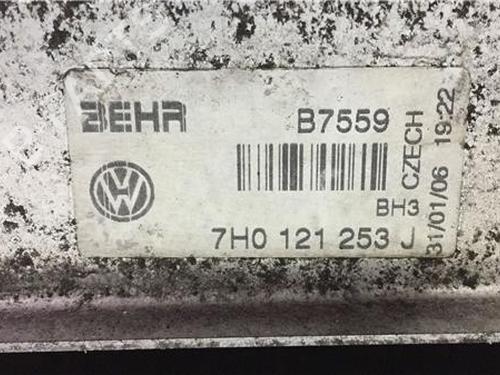 BEHR
B7559
BH3
7H0 121 253 J
CZECH
31/01/06 19:22